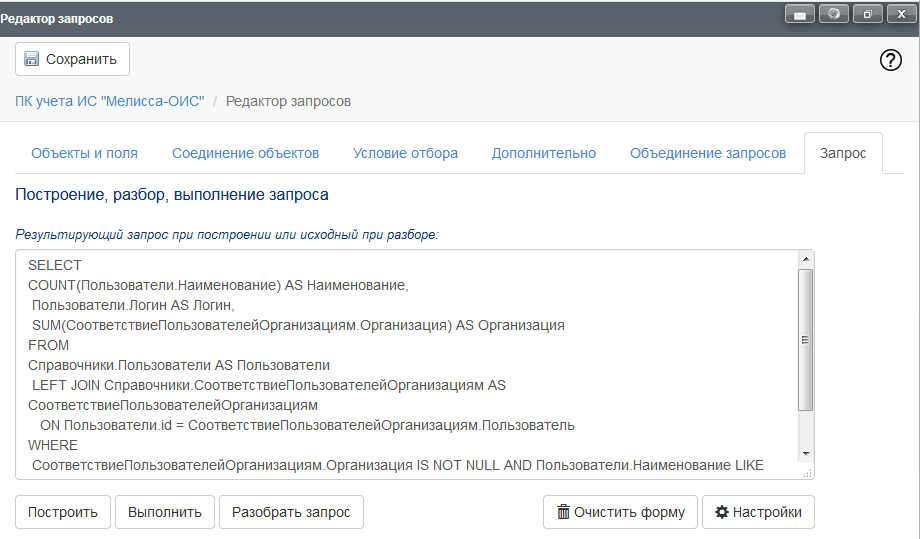 Редактор запросов
Сохранить
ПК учета ИС "Мелисса-ОИС" / Редактор запросов
Объекты и поля Соединение объектов Условие отбора Дополнительно Объединение запросов Запрос
Построение, разбор, выполнение запроса
Результирующий запрос при построении или исходный при разборе:
SELECT
COUNT(Пользователи.Наименование) AS Наименование,
Пользователи.Логин AS Логин,
SUM(СоответствиеПользователейОрганизациям.Организация) AS Организация
FROM
Справочники.Пользователи AS Пользователи
LEFT JOIN Справочники.СоответствиеПользователейОрганизациям AS
СоответствиеПользователейОрганизациям
ON Пользователи.id = СоответствиеПользователейОрганизациям.Пользователь
WHERE
СоответствиеПользователейОрганизациям.Организация IS NOT NULL AND Пользователи.Наименование LIKE
Построить Выполнить Разобрать запрос Очистить форму Настройки